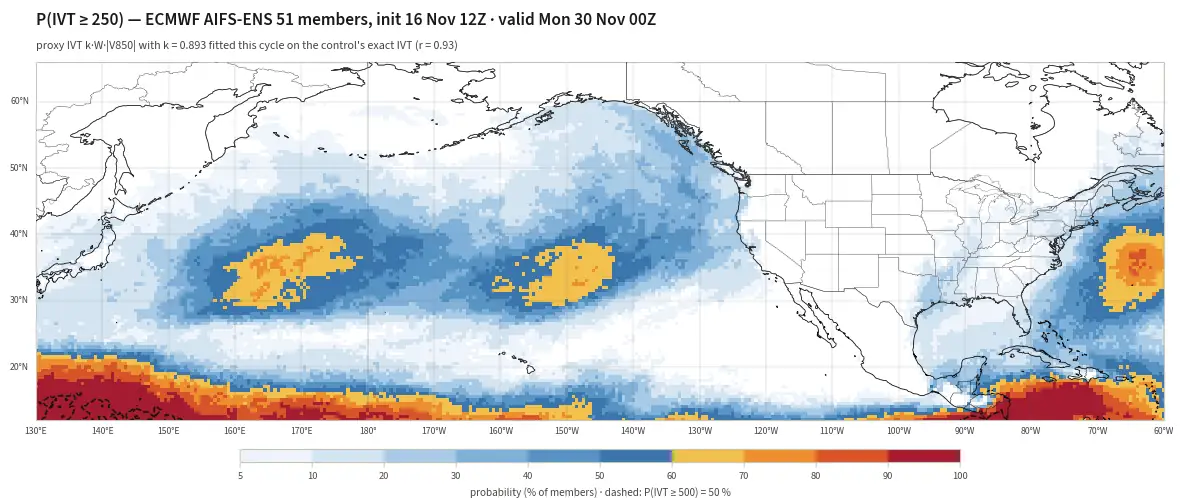 P(IVT ≥ 250) — ECMWF AIFS-ENS 51 members, init 16 Nov 12Z · valid Mon 30 Nov 00Z
proxy IVT k·W·|V850| with k = 0.893 fitted this cycle on the control's exact IVT (r = 0.93)
60°N
50°N
40°N
30°N
20°N
130°E 140°E 150°E 160°E 170°E 180° 170°W 160°W 150°W 140°W 130°W 120°W 110°W 100°W 90°W 80°W 70°W 60°W
5 10 20 30 40 50 60 70 80 90 100
probability (% of members) · dashed: P(IVT ≥ 500) = 50 %